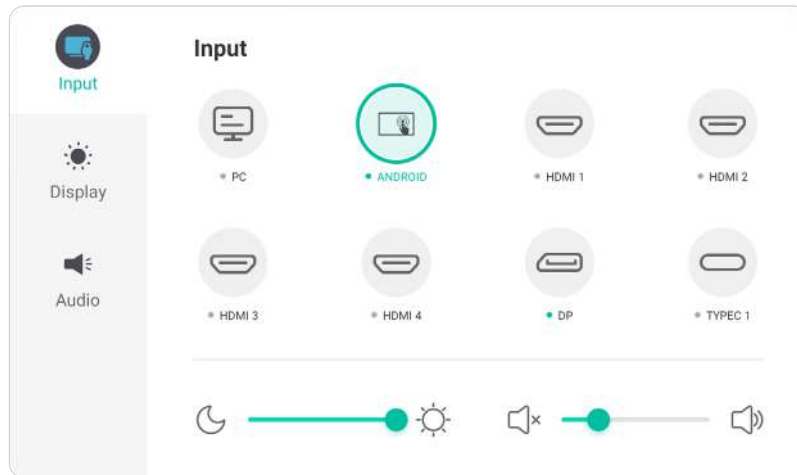 Input
Input
PC
ANDROID
HDMI 1
HDMI 2
Display
HDMI 3
HDMI 4
DP
TYPEC 1
Audio